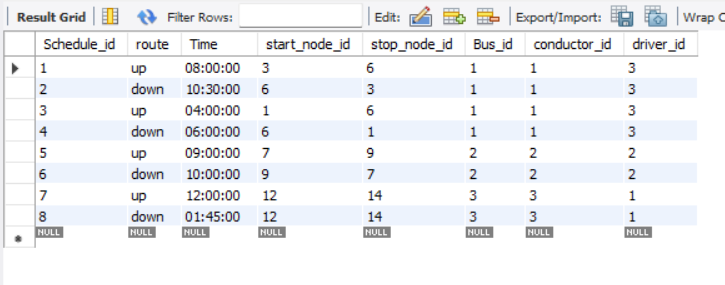 Result Grid Filter Rows: Edit: Export/Import: Wrap C
Schedule_id route Time start_node_id stop_node_id Bus_id conductor_id driver_id
1 up 08:00:00 3 6 1 1 3
2 down 10:30:00 6 3 1 1 3
3 up 04:00:00 1 6 1 1 3
4 down 06:00:00 6 1 1 1 3
5 up 09:00:00 7 9 2 2 2
6 down 10:00:00 9 7 2 2 2
7 up 12:00:00 12 14 3 3 1
8 down 01:45:00 12 14 3 3 1
NULL NULL NULL NULL NULL NULL NULL NULL